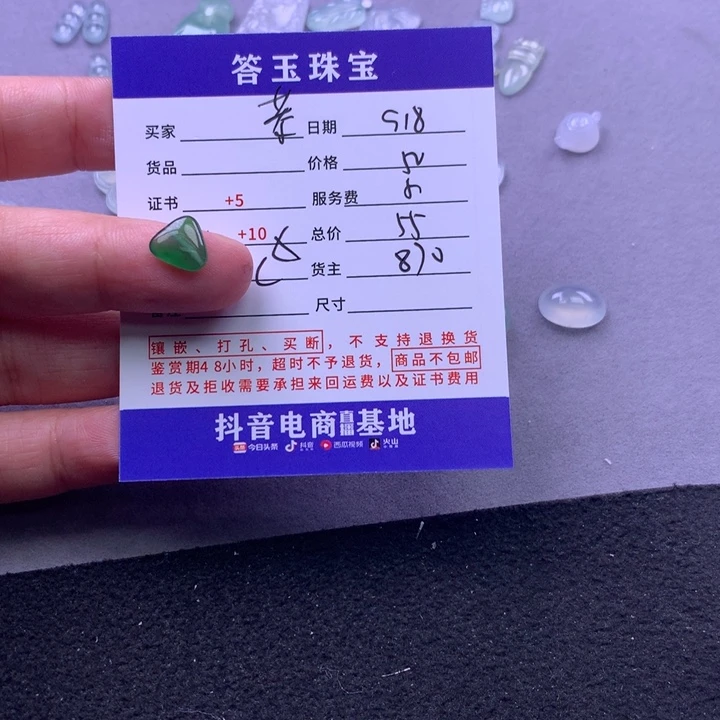 答玉珠宝
买家 日期 918
货品 价格 50
证书 +5 服务费 5
+10 总价 55
货主 870
尺寸
镶嵌、打孔、买断，不支持退换货
鉴赏期48小时，超时不予退货，商品不包邮
退货及拒收需要承担来回运费以及证书费用
抖音电商直播基地
今日头条 抖音 西瓜视频 火山